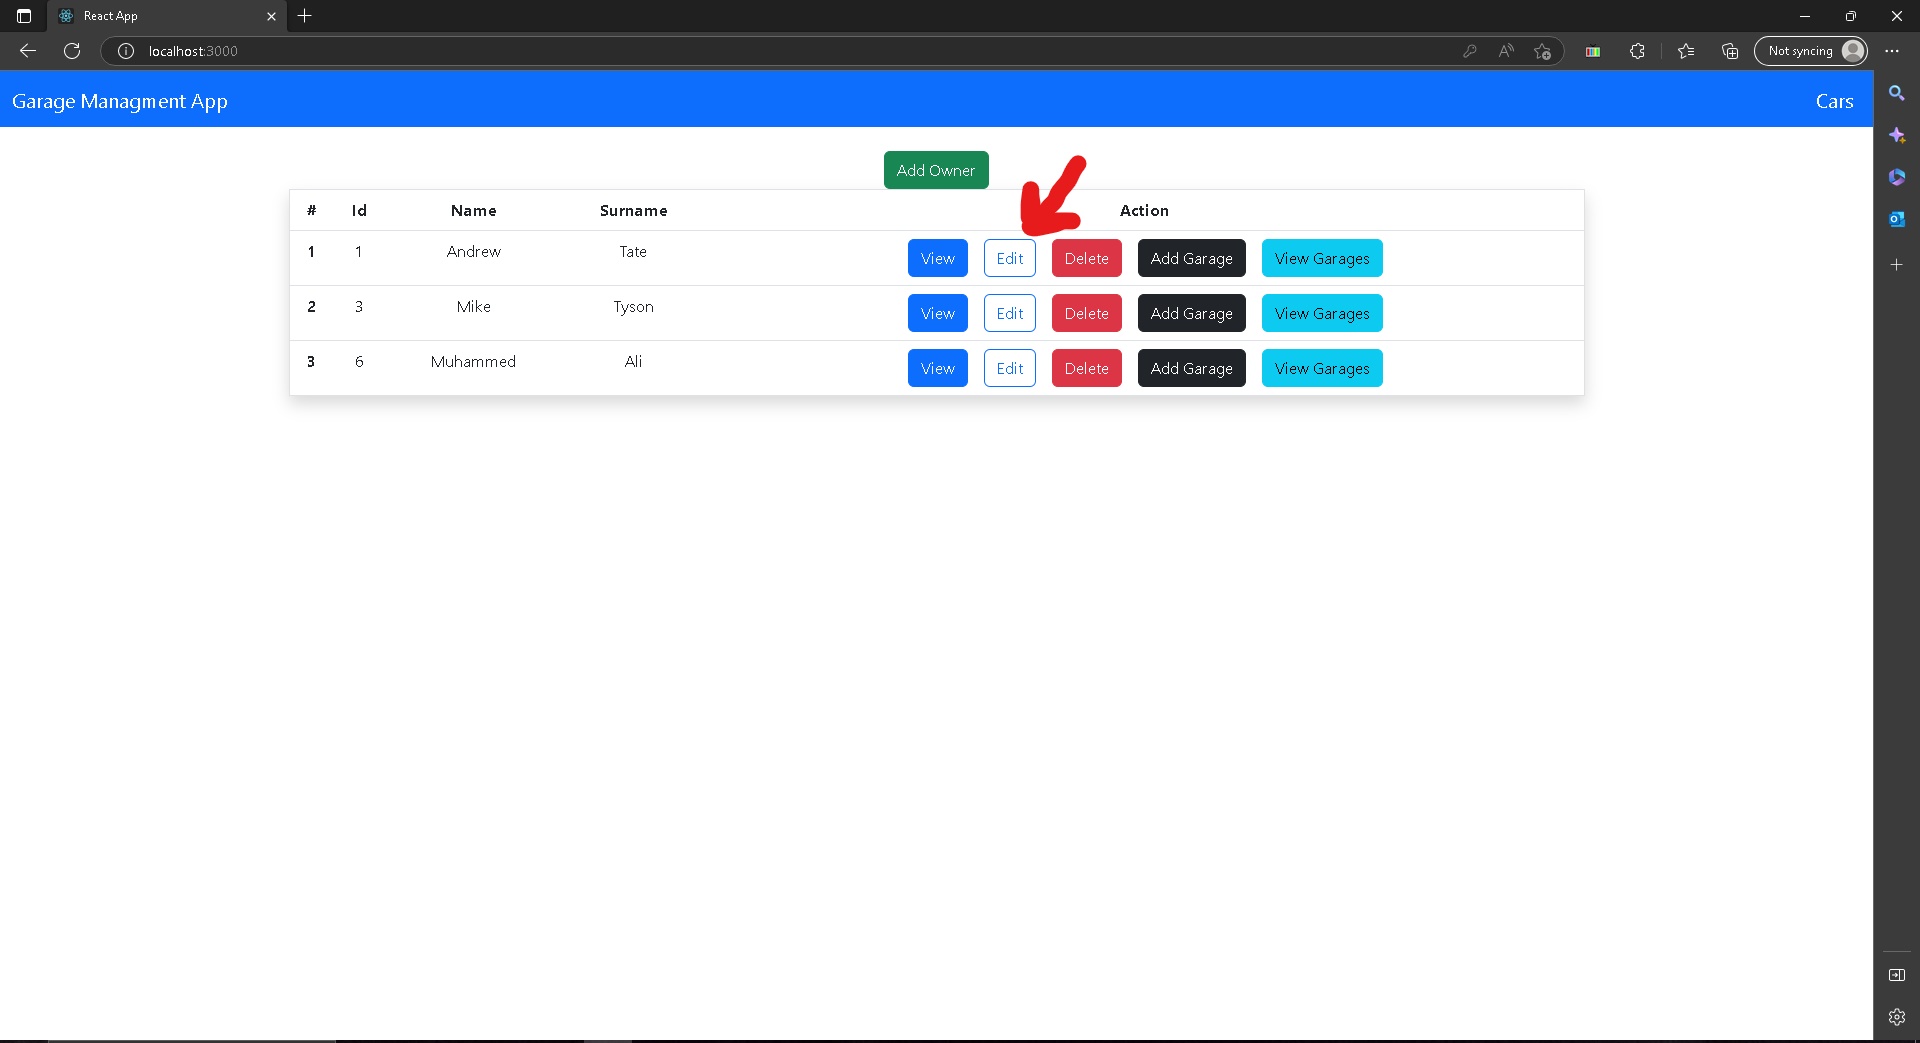 React App
localhost:3000
Not syncing
Garage Managment App Cars
Add Owner
# Id Name Surname Action
1 1 Andrew Tate View Edit Delete Add Garage View Garages
2 3 Mike Tyson View Edit Delete Add Garage View Garages
3 6 Muhammed Ali View Edit Delete Add Garage View Garages